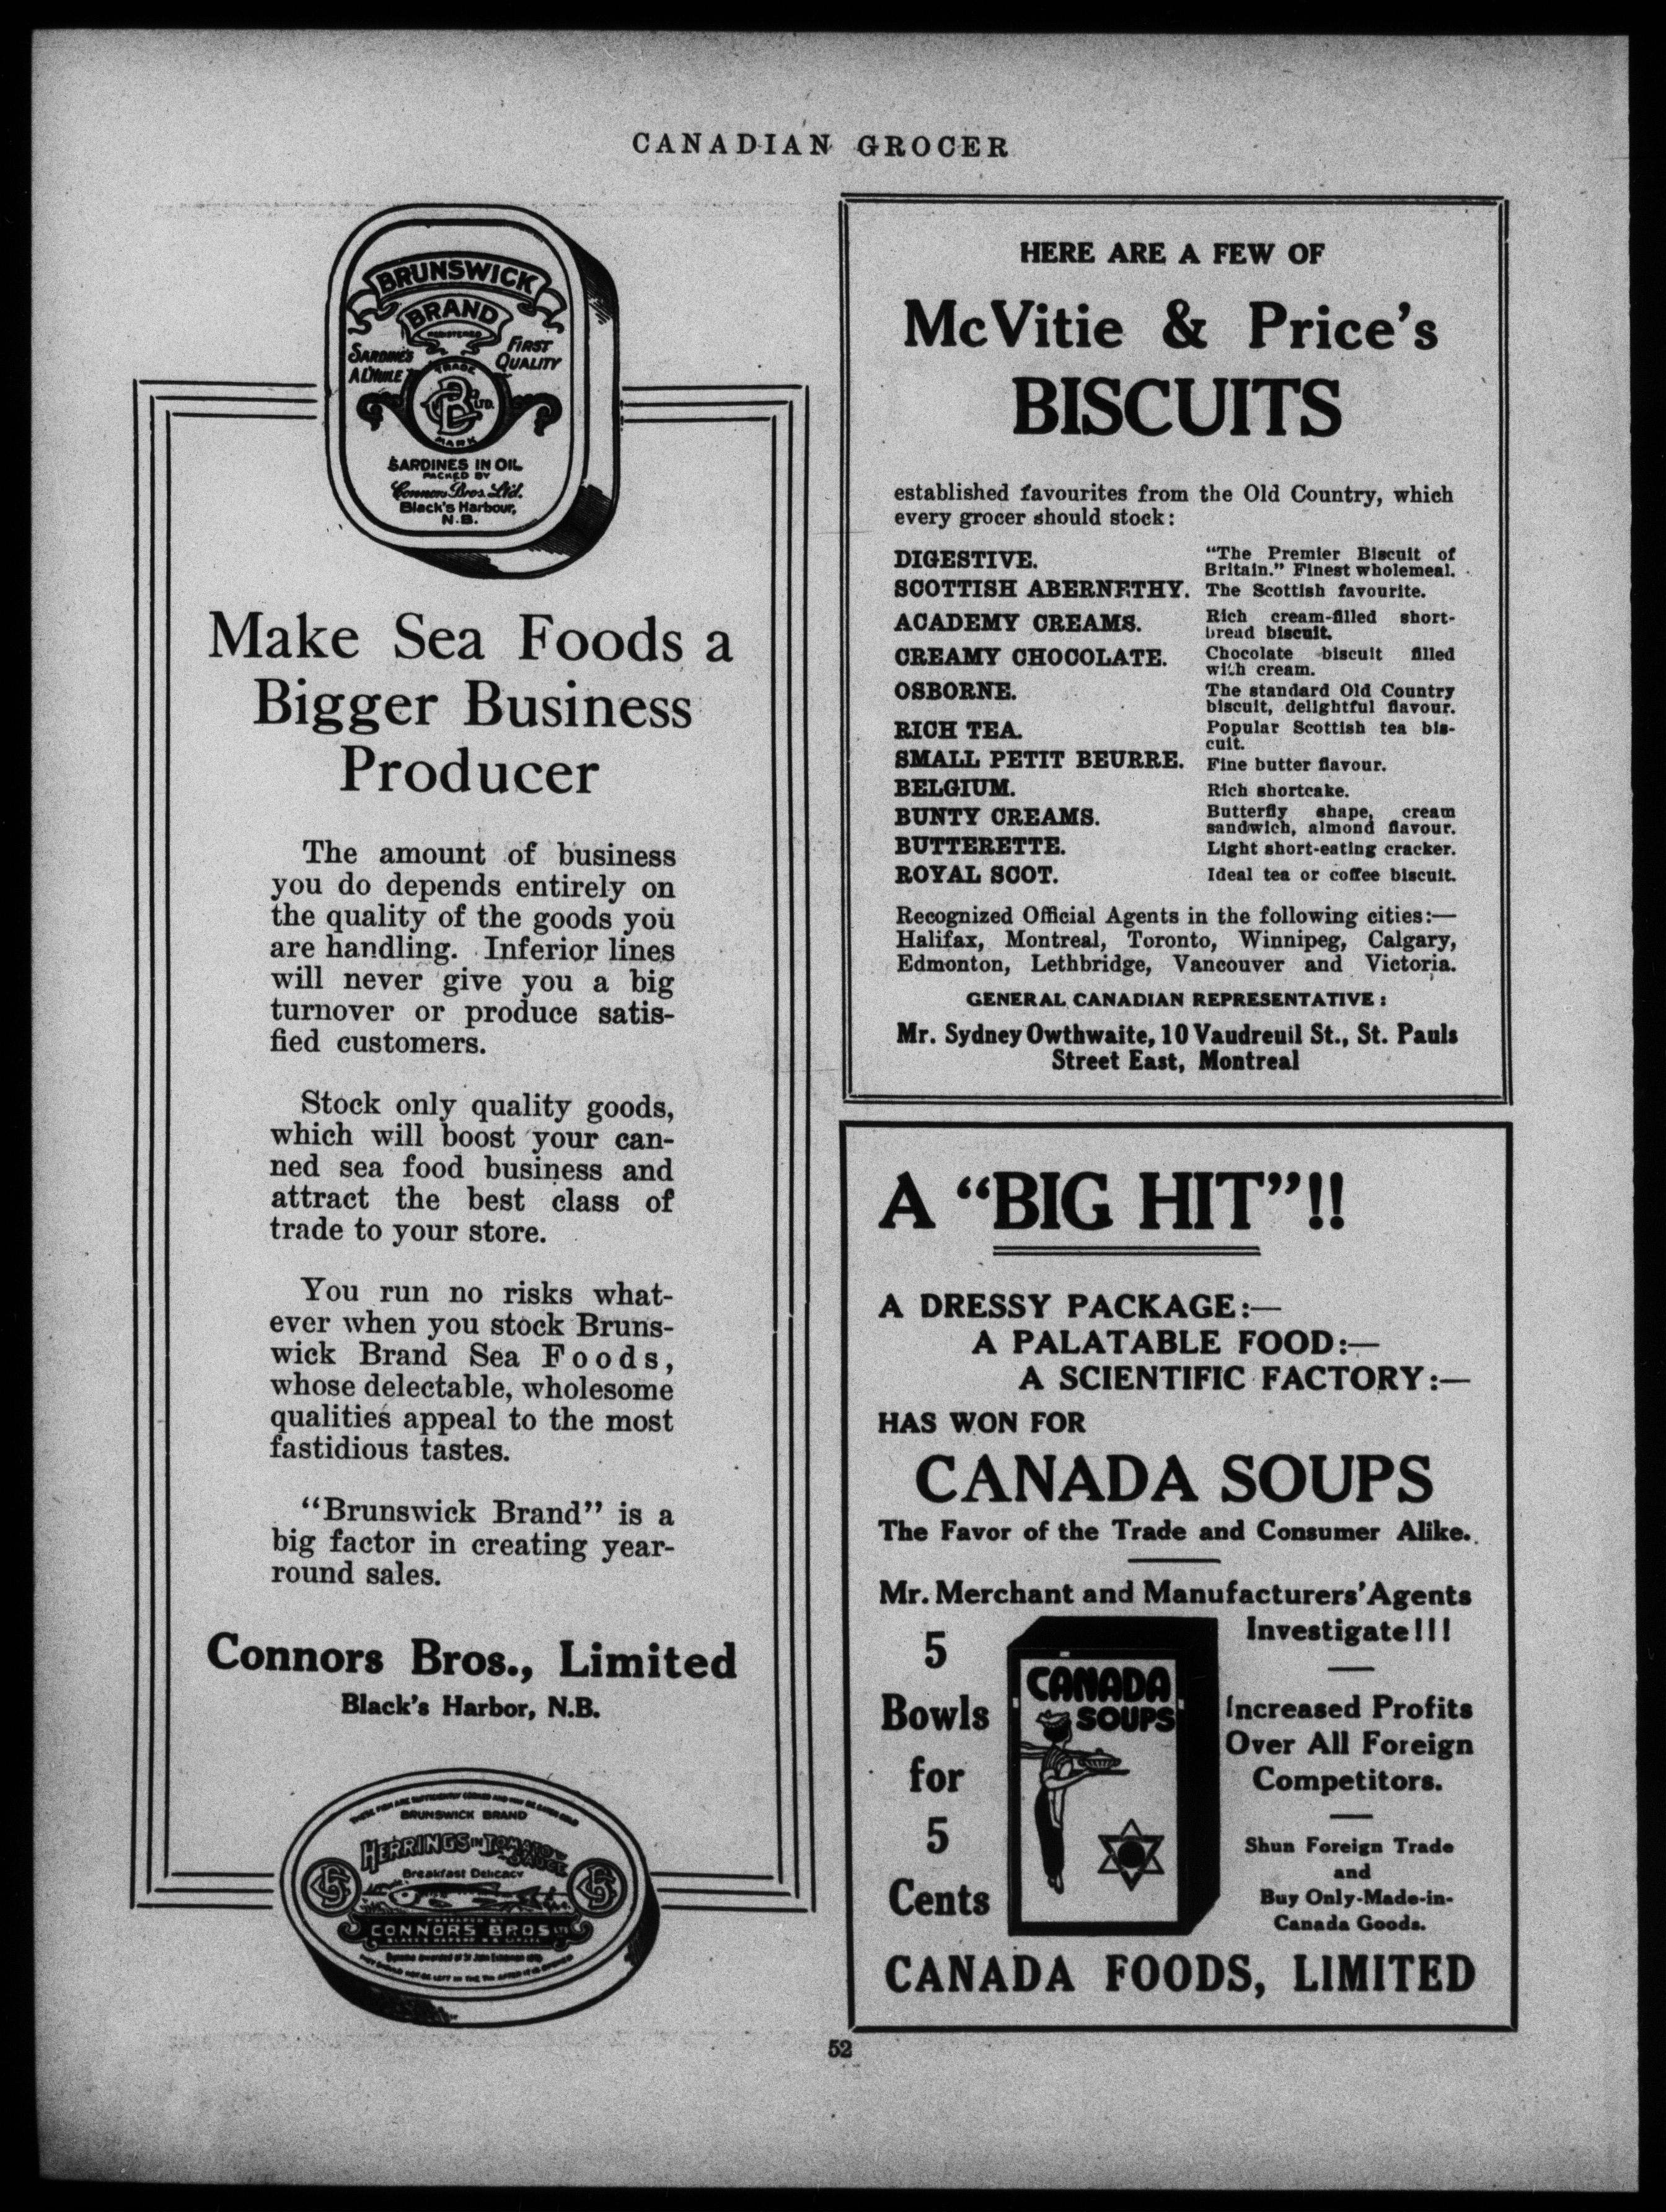 CANADIAN GROCER
BRUNSWICK
BRAND
REGISTERED
SARDINES
A L'HUILE
FIRST
QUALITY
TRADE
LTD.
MARK
SARDINES IN OIL
PACKED BY
Connors Bros. Ltd.
Black's Harbour,
N.B.
Make Sea Foods a
Bigger Business
Producer
The amount of business
you do depends entirely on
the quality of the goods you
are handling. Inferior lines
will never give you a big
turnover or produce satis-
fied customers.
Stock only quality goods,
which will boost your can-
ned sea food business and
attract the best class of
trade to your store.
You run no risks what-
ever when you stock Bruns-
wick Brand Sea Foods,
whose delectable, wholesome
qualities appeal to the most
fastidious tastes.
"Brunswick Brand" is a
big factor in creating year-
round sales.
Connors Bros., Limited
Black's Harbor, N.B.
THESE FISH ARE SUFFICIENTLY COOKED AND MAY BE EATEN COLD
BRUNSWICK BRAND
HERRINGS IN TOMATO
SAUCE
Breakfast Delicacy
PREPARED BY
CONNORS BROS LTD
HERE ARE A FEW OF
McVitie & Price's
BISCUITS
established favourites from the Old Country, which
every grocer should stock:
DIGESTIVE. "The Premier Biscuit of
Britain." Finest wholemeal.
SCOTTISH ABERNETHY. The Scottish favourite.
ACADEMY CREAMS. Rich cream-filled short-
bread biscuit.
CREAMY CHOCOLATE. Chocolate biscuit filled
with cream.
OSBORNE. The standard Old Country
biscuit, delightful flavour.
RICH TEA. Popular Scottish tea bis-
cuit.
SMALL PETIT BEURRE. Fine butter flavour.
BELGIUM. Rich shortcake.
BUNTY CREAMS. Butterfly shape, cream
sandwich, almond flavour.
BUTTERETTE. Light short-eating cracker.
ROYAL SCOT. Ideal tea or coffee biscuit.
Recognized Official Agents in the following cities:—
Halifax, Montreal, Toronto, Winnipeg, Calgary,
Edmonton, Lethbridge, Vancouver and Victoria.
GENERAL CANADIAN REPRESENTATIVE:
Mr. Sydney Owthwaite, 10 Vaudreuil St., St. Pauls
Street East, Montreal
A "BIG HIT"!!
A DRESSY PACKAGE:—
A PALATABLE FOOD:—
A SCIENTIFIC FACTORY:—
HAS WON FOR
CANADA SOUPS
The Favor of the Trade and Consumer Alike.
Mr. Merchant and Manufacturers' Agents
Investigate!!!
5
Bowls
for
5
Cents
CANADA
SOUPS
Increased Profits
Over All Foreign
Competitors.
Shun Foreign Trade
and
Buy Only-Made-in-
Canada Goods.
CANADA FOODS, LIMITED
52